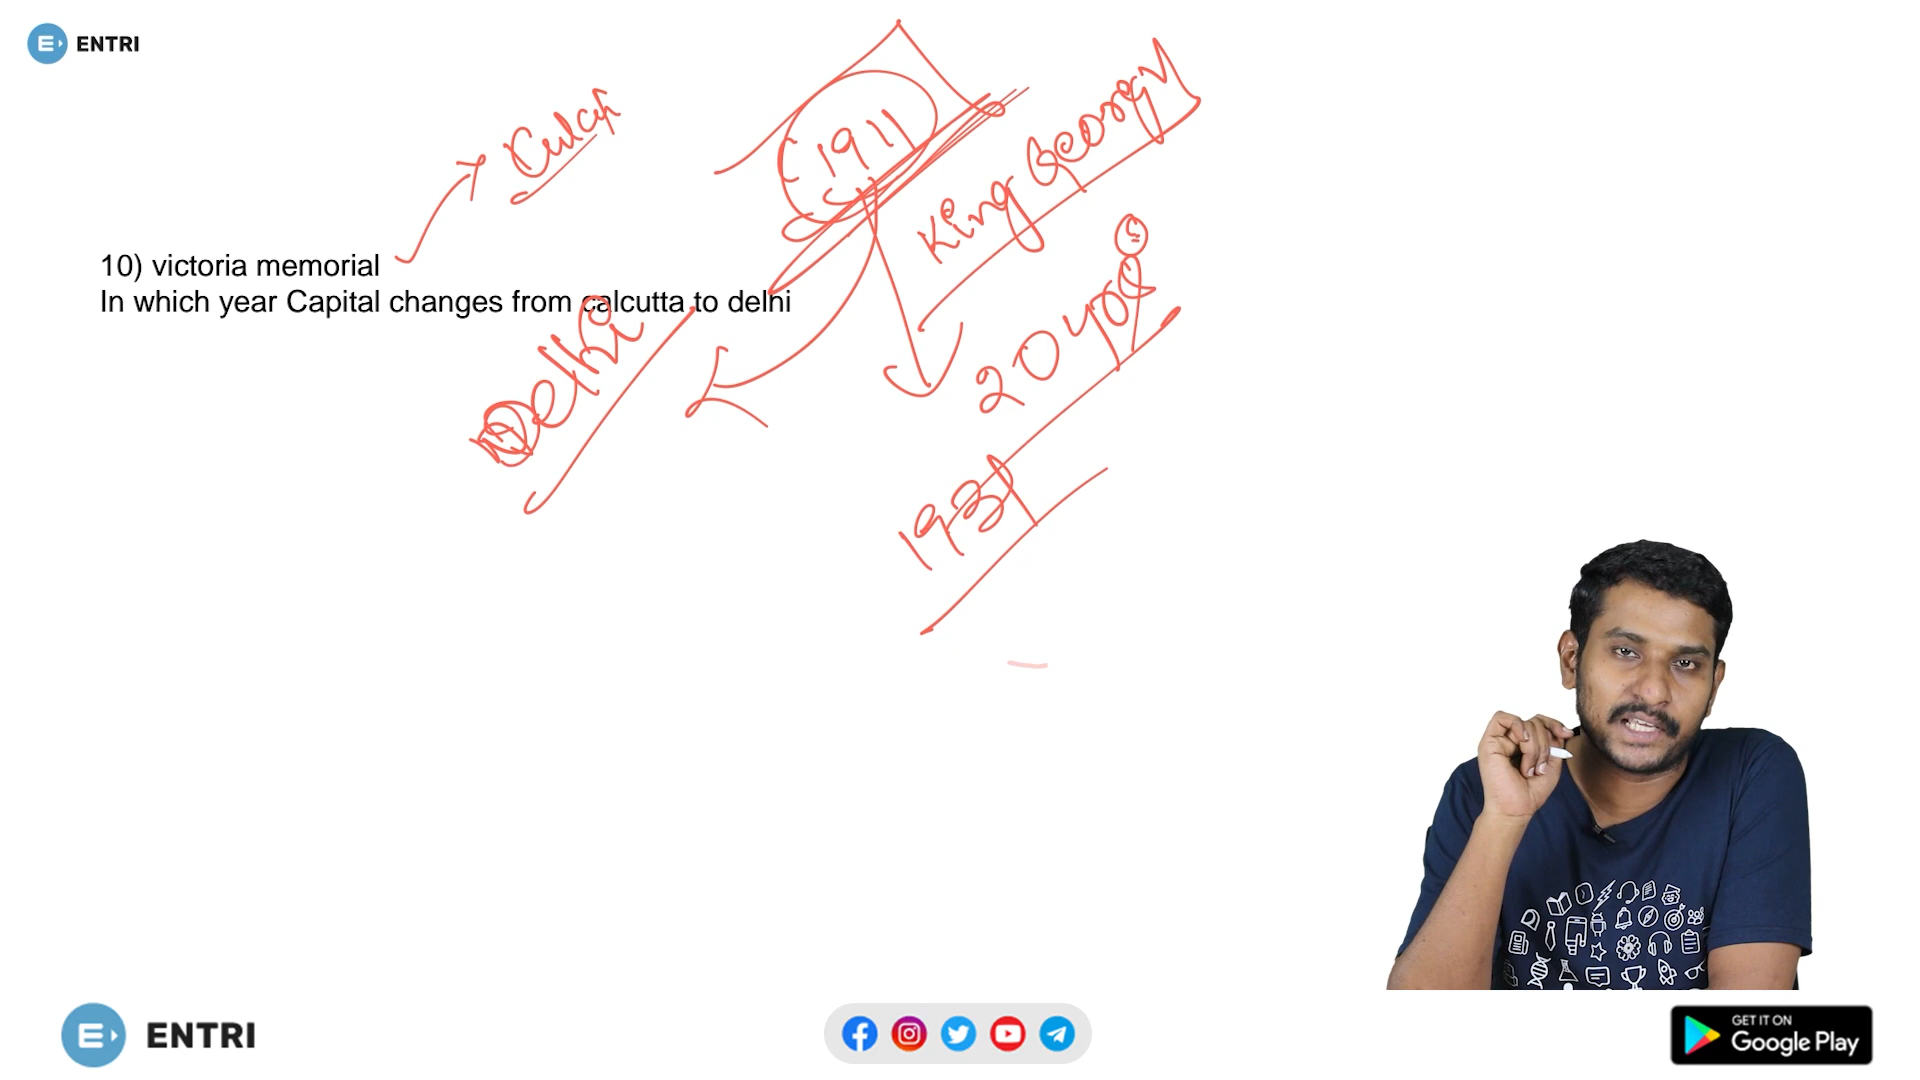 ENTRI
1911
King George V
10) victoria memorial
In which year Capital changes from calcutta to delhi
Delhi
20
1931
ENTRI
GET IT ON
Google Play